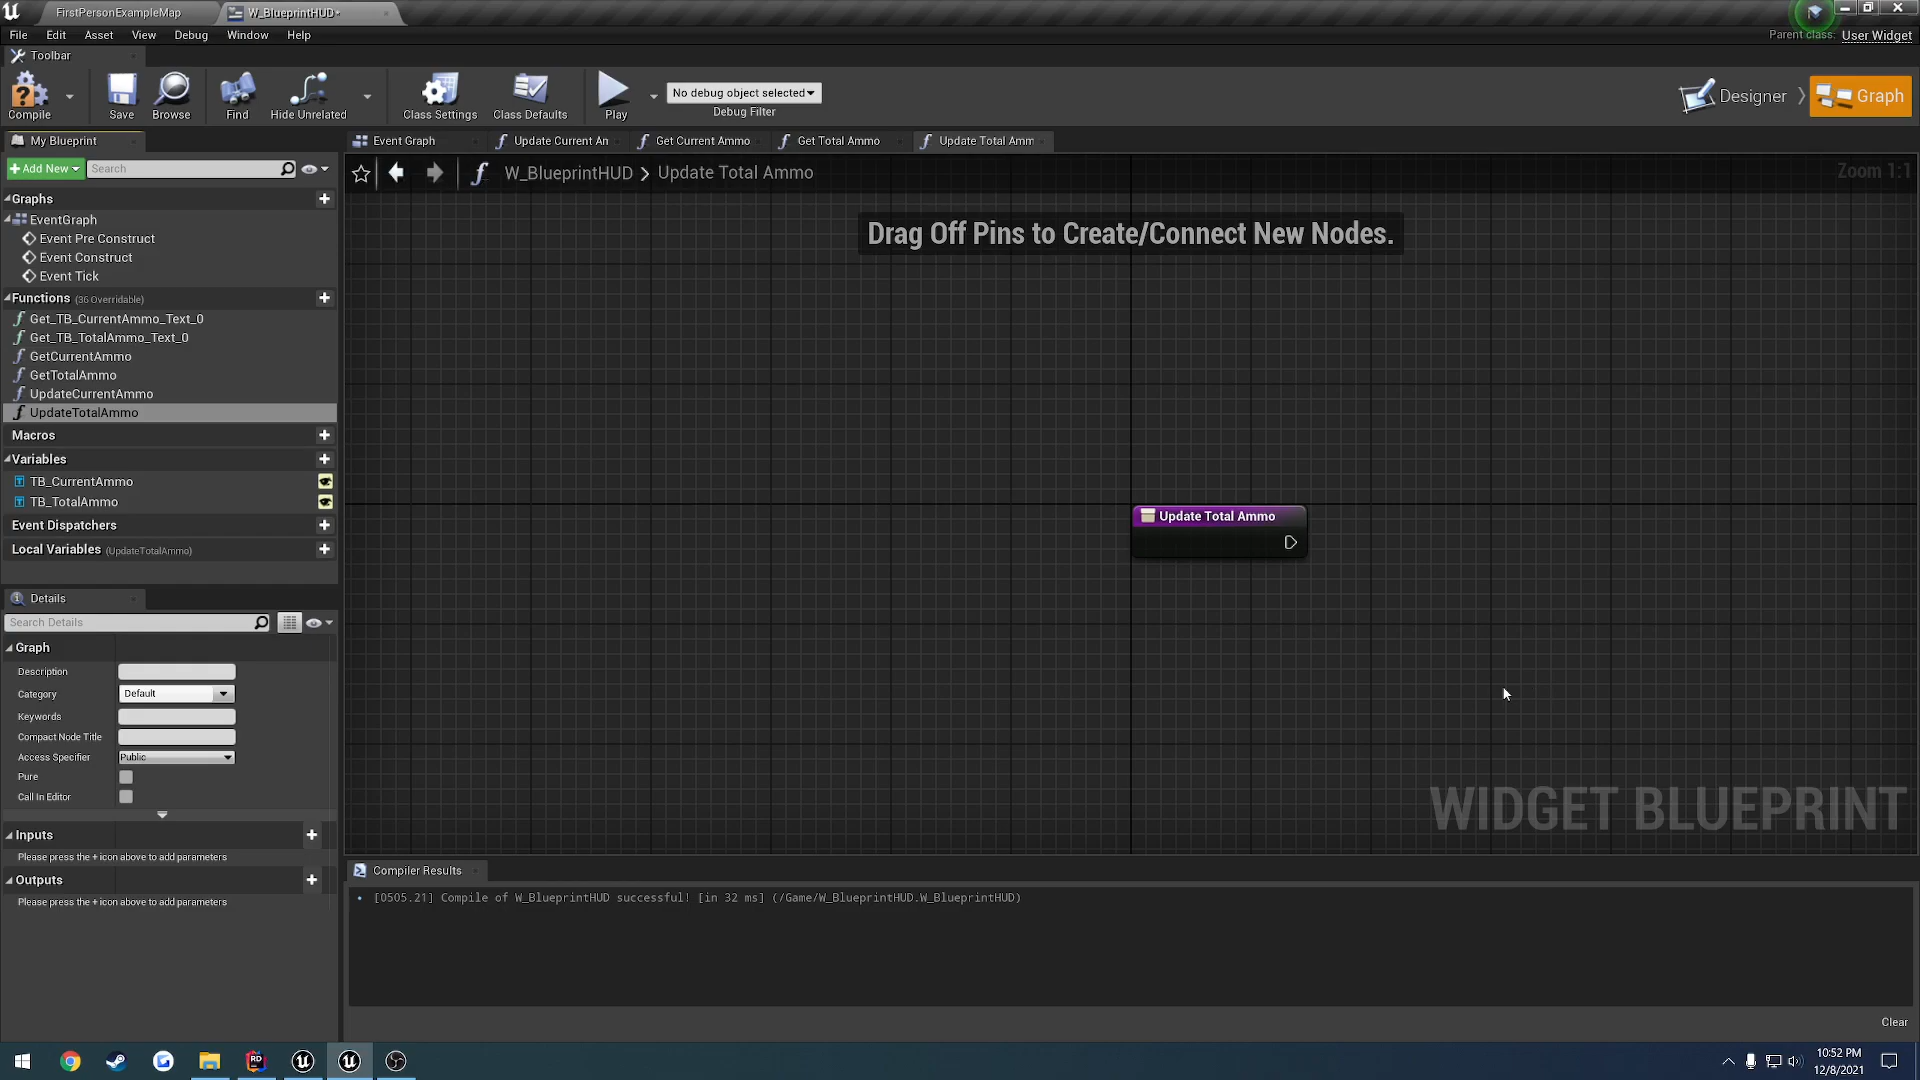 FirstPersonExampleMap
W_BlueprintHUD*
File Edit Asset View Debug Window Help
Parent class: User Widget
Toolbar
Compile
Save
Browse
Find
Hide Unrelated
Class Settings
Class Defaults
Play
No debug object selected
Debug Filter
Designer
Graph
My Blueprint
Event Graph
Update Current An
Get Current Ammo
Get Total Ammo
Update Total Amm
Add New
Search
W_BlueprintHUD > Update Total Ammo
Zoom 1:1
Graphs
EventGraph
Event Pre Construct
Event Construct
Event Tick
Functions (36 Overridable)
Get_TB_CurrentAmmo_Text_0
Get_TB_TotalAmmo_Text_0
GetCurrentAmmo
GetTotalAmmo
UpdateCurrentAmmo
UpdateTotalAmmo
Macros
Variables
TB_CurrentAmmo
TB_TotalAmmo
Event Dispatchers
Local Variables (UpdateTotalAmmo)
Drag Off Pins to Create/Connect New Nodes.
Update Total Ammo
WIDGET BLUEPRINT
Details
Search Details
Graph
Description
Category Default
Keywords
Compact Node Title
Access Specifier Public
Pure
Call In Editor
Inputs
Please press the + icon above to add parameters
Outputs
Please press the + icon above to add parameters
Compiler Results
[0505.21] Compile of W_BlueprintHUD successful! [in 32 ms] (/Game/W_BlueprintHUD.W_BlueprintHUD)
Clear
RD
10:52 PM
12/8/2021